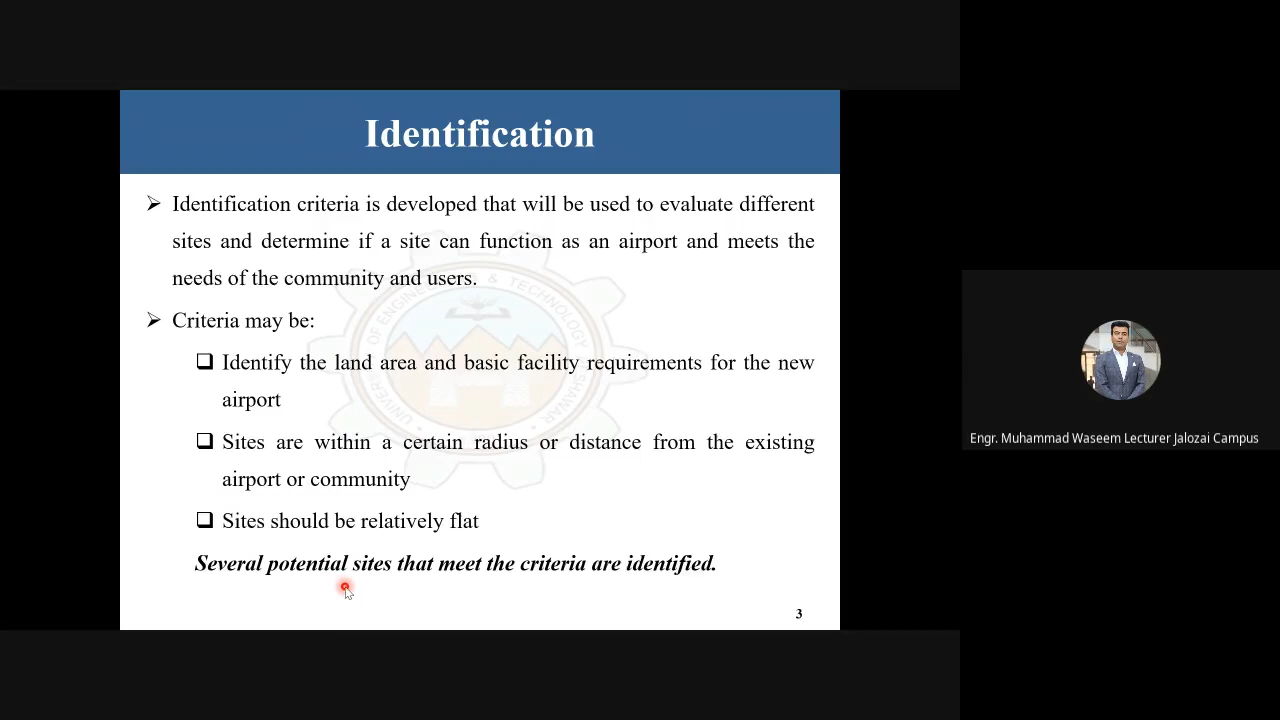 Identification
➢ Identification criteria is developed that will be used to evaluate different
sites and determine if a site can function as an airport and meets the
needs of the community and users.
➢ Criteria may be:
❑ Identify the land area and basic facility requirements for the new
airport
❑ Sites are within a certain radius or distance from the existing
airport or community
❑ Sites should be relatively flat
Several potential sites that meet the criteria are identified.
3
Engr. Muhammad Waseem Lecturer Jalozai Campus